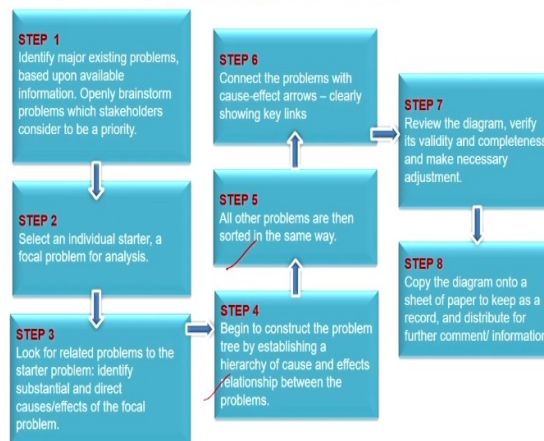 STEP 1
Identify major existing problems,
based upon available
information. Openly brainstorm
problems which stakeholders
consider to be a priority.
STEP 2
Select an individual starter, a
focal problem for analysis.
STEP 3
Look for related problems to the
starter problem: identify
substantial and direct
causes/effects of the focal
problem.
STEP 4
Begin to construct the problem
tree by establishing a
hierarchy of cause and effects
relationship between the
problems.
STEP 5
All other problems are then
sorted in the same way.
STEP 6
Connect the problems with
cause-effect arrows – clearly
showing key links
STEP 7
Review the diagram, verify
its validity and completeness
and make necessary
adjustment.
STEP 8
Copy the diagram onto a
sheet of paper to keep as a
record, and distribute for
further comment/ information